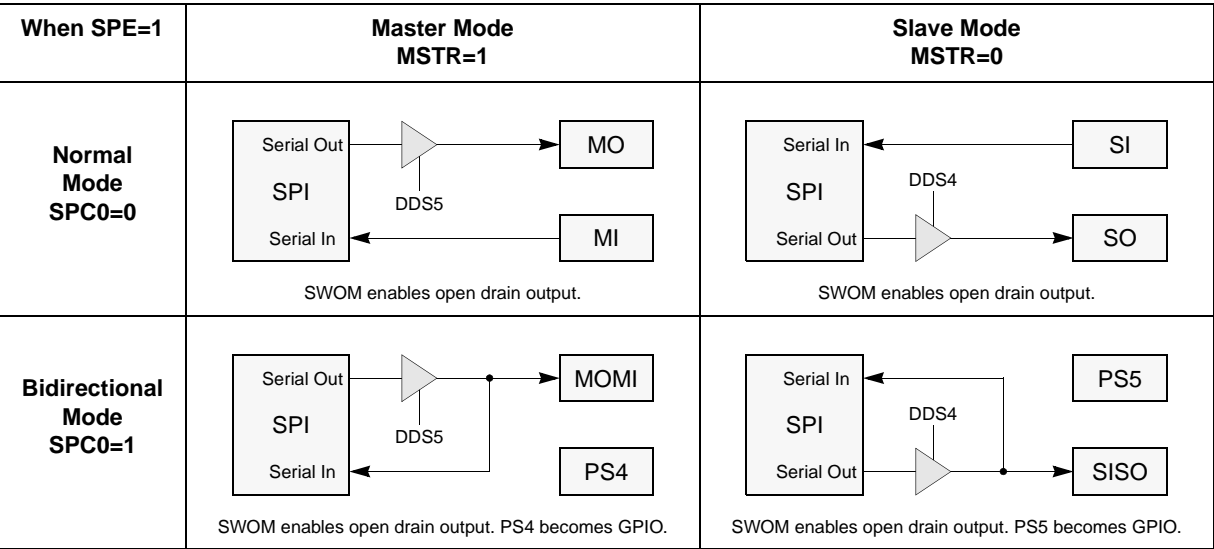 When SPE=1
Master Mode
MSTR=1
Slave Mode
MSTR=0
Normal
Mode
SPC0=0
Serial Out
SPI
Serial In
DDS5
MO
MI
SWOM enables open drain output.
Serial In
SPI
Serial Out
DDS4
SI
SO
SWOM enables open drain output.
Bidirectional
Mode
SPC0=1
Serial Out
SPI
Serial In
DDS5
MOMI
PS4
SWOM enables open drain output. PS4 becomes GPIO.
Serial In
SPI
Serial Out
DDS4
PS5
SISO
SWOM enables open drain output. PS5 becomes GPIO.